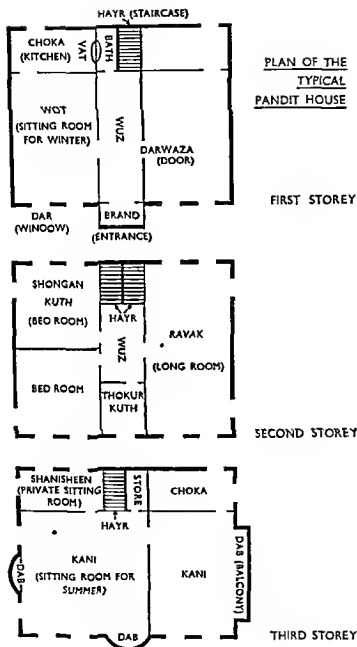 HAYR (STAIRCASE)
CHOKA
(KITCHEN)
VAT
BATH
PLAN OF THE
TYPICAL
PANDIT HOUSE
WOT
(SITTING ROOM
FOR WINTER)
WUZ
DARWAZA
(DOOR)
FIRST STOREY
DAR
(WINDOW)
BRAND
(ENTRANCE)
SHONGAN
KUTH
(BED ROOM)
HAYR
WUZ
RAVAK
(LONG ROOM)
BED ROOM
THOKUR
KUTH
SECOND STOREY
SHANISHEEN
(PRIVATE SITTING
ROOM)
STORE
CHOKA
HAYR
DAB
KANI
(SITTING ROOM FOR
SUMMER)
KANI
DAB (BALCONY)
DAB
THIRD STOREY